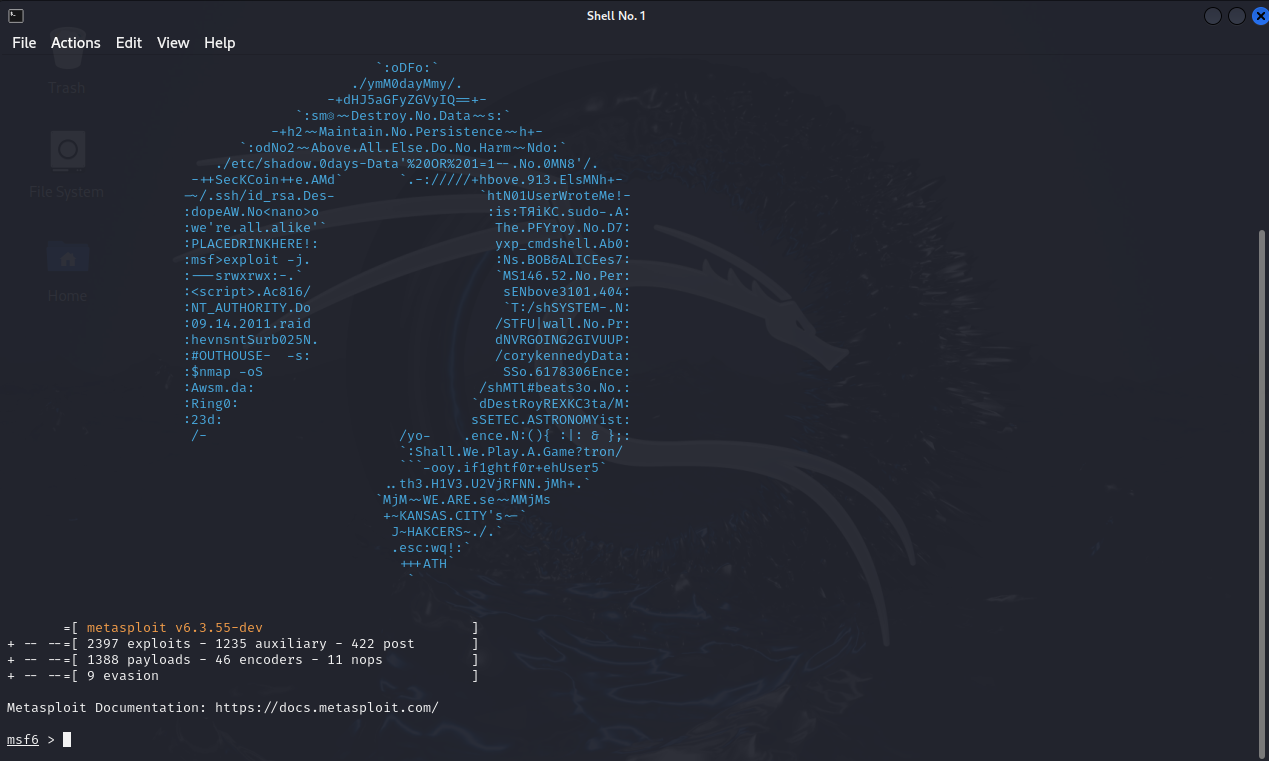 Shell No. 1
File Actions Edit View Help
Trash
File System
Home
`:oDFo:`
./ymM0dayMmy/.
-+dHJ5aGFyZGVyIQ==+-
`:sm⏣~~Destroy.No.Data~~s:`
-+h2~~Maintain.No.Persistence~~h+-
`:odNo2~~Above.All.Else.Do.No.Harm~~Ndo:`
./etc/shadow.0days-Data'%20OR%201=1--.No.0MN8'/.
-++SecKCoin++e.AMd` `.-://///+hbove.913.ElsMNh+-
-~/.ssh/id_rsa.Des- `htN01UserWroteMe!-
:dopeAW.No<nano>o :is:TЯiKC.sudo-.A:
:we're.all.alike'` The.PFYroy.No.D7:
:PLACEDRINKHERE!: yxp_cmdshell.Ab0:
:msf>exploit -j. :Ns.BOB&ALICEes7:
:---srwxrwx:-.` `MS146.52.No.Per:
:<script>.Ac816/ sENbove3101.404:
:NT_AUTHORITY.Do `T:/shSYSTEM-.N:
:09.14.2011.raid /STFU|wall.No.Pr:
:hevnsntSurb025N. dNVRGOING2GIVUUP:
:#OUTHOUSE- -s: /corykennedyData:
:$nmap -oS SSo.6178306Ence:
:Awsm.da: /shMTl#beats3o.No.:
:Ring0: `dDestRoyREXKC3ta/M:
:23d: sSETEC.ASTRONOMYist:
/- /yo- .ence.N:(){ :|: & };:
`:Shall.We.Play.A.Game?tron/
```-ooy.if1ghtf0r+ehUser5`
..th3.H1V3.U2VjRFNN.jMh+.`
`MjM~~WE.ARE.se~~MMjMs
+~KANSAS.CITY's~-`
J~HAKCERS~./.`
.esc:wq!:`
+++ATH`
`
=[ metasploit v6.3.55-dev ]
+ -- --=[ 2397 exploits - 1235 auxiliary - 422 post ]
+ -- --=[ 1388 payloads - 46 encoders - 11 nops ]
+ -- --=[ 9 evasion ]
Metasploit Documentation: https://docs.metasploit.com/
msf6 >